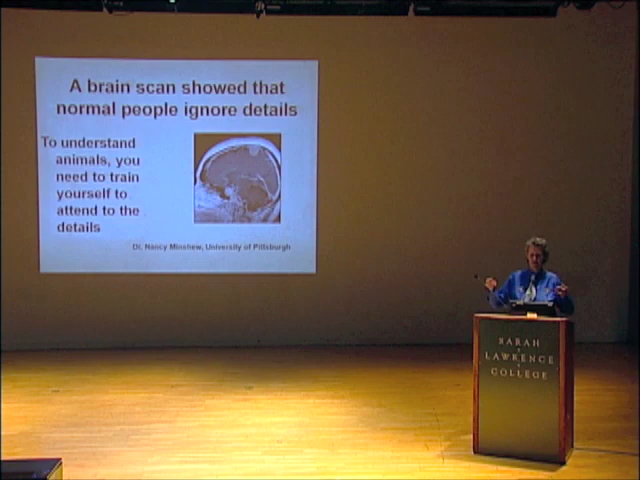 A brain scan showed that
normal people ignore details
To understand
animals, you
need to train
yourself to
attend to the
details
Dr. Nancy Minshew, University of Pittsburgh
SARAH
LAWRENCE
COLLEGE